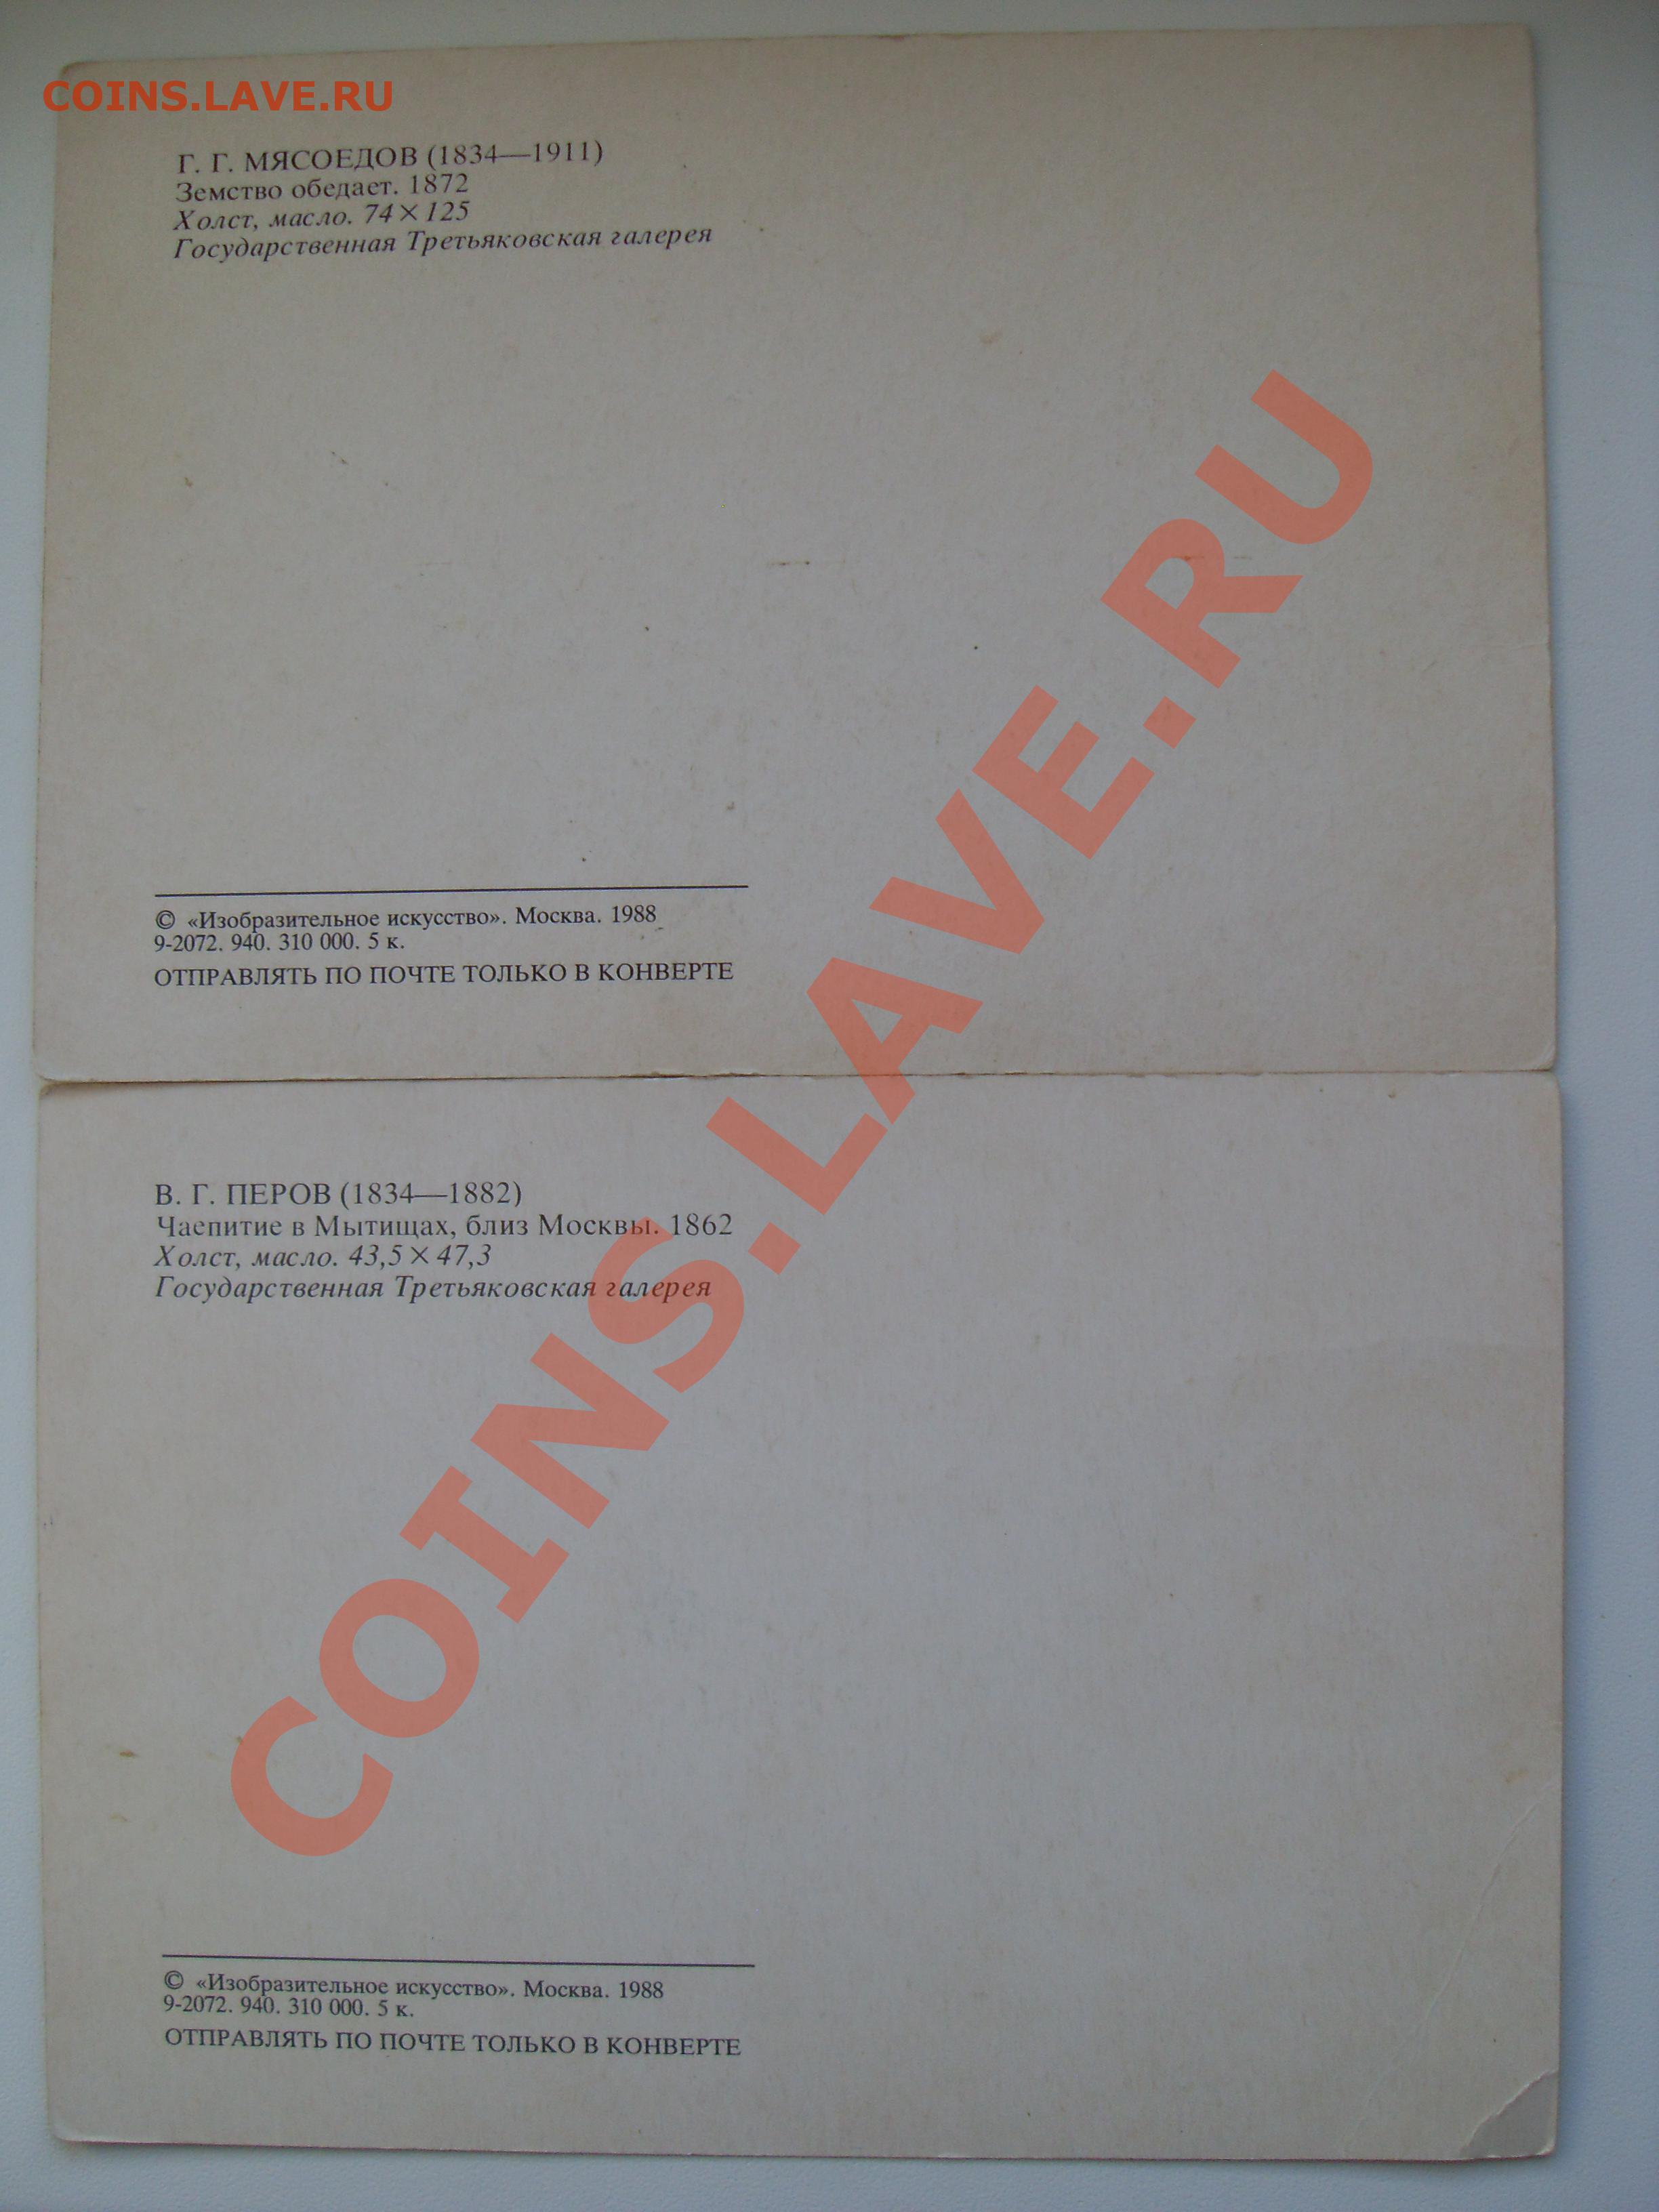 COINS.LAVE.RU
Г. Г. МЯСОЕДОВ (1834—1911)
Земство обедает. 1872
Холст, масло. 74×125
Государственная Третьяковская галерея
© «Изобразительное искусство». Москва. 1988
9-2072. 940. 310 000. 5 к.
ОТПРАВЛЯТЬ ПО ПОЧТЕ ТОЛЬКО В КОНВЕРТЕ
COINS.LAVE.RU
В. Г. ПЕРОВ (1834—1882)
Чаепитие в Мытищах, близ Москвы. 1862
Холст, масло. 43,5×47,3
Государственная Третьяковская галерея
© «Изобразительное искусство». Москва. 1988
9-2072. 940. 310 000. 5 к.
ОТПРАВЛЯТЬ ПО ПОЧТЕ ТОЛЬКО В КОНВЕРТЕ